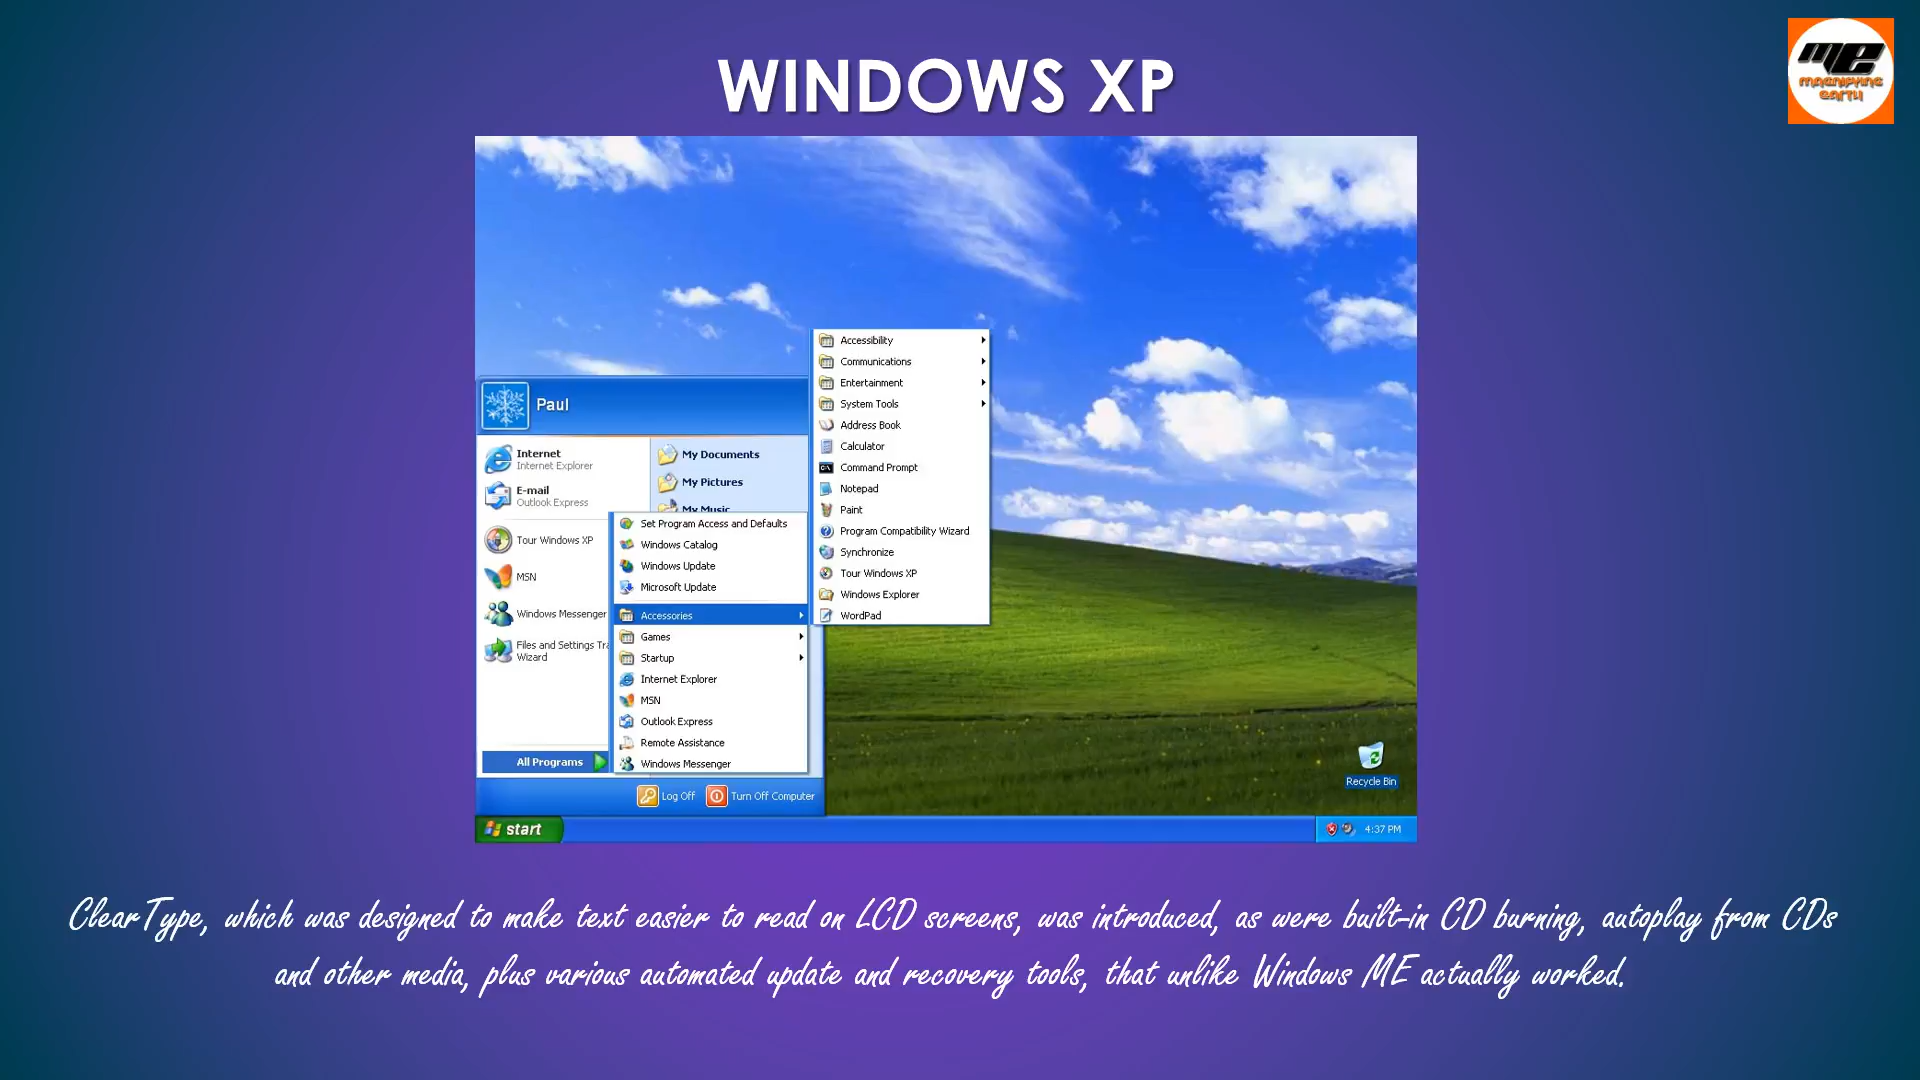 WINDOWS XP
me
MAGNIFYING
EARTH
Accessibility
Communications
Entertainment
System Tools
Address Book
Calculator
Command Prompt
Notepad
Paint
Program Compatibility Wizard
Synchronize
Tour Windows XP
Windows Explorer
WordPad
Paul
Internet
Internet Explorer
E-mail
Outlook Express
Tour Windows XP
MSN
Windows Messenger
Files and Settings Tra
Wizard
All Programs
My Documents
My Pictures
My Music
Set Program Access and Defaults
Windows Catalog
Windows Update
Microsoft Update
Accessories
Games
Startup
Internet Explorer
MSN
Outlook Express
Remote Assistance
Windows Messenger
Log Off
Turn Off Computer
Recycle Bin
start
4:37 PM
ClearType, which was designed to make text easier to read on LCD screens, was introduced, as were built-in CD burning, autoplay from CDs
and other media, plus various automated update and recovery tools, that unlike Windows ME actually worked.